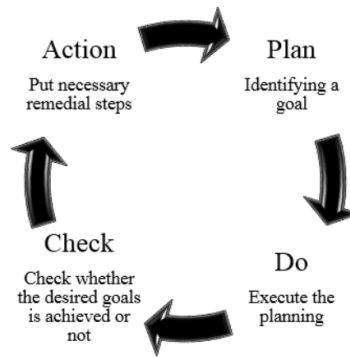 Action
Put necessary
remedial steps
Plan
Identifying a
goal
Do
Execute the
planning
Check
Check whether
the desired goals
is achieved or
not